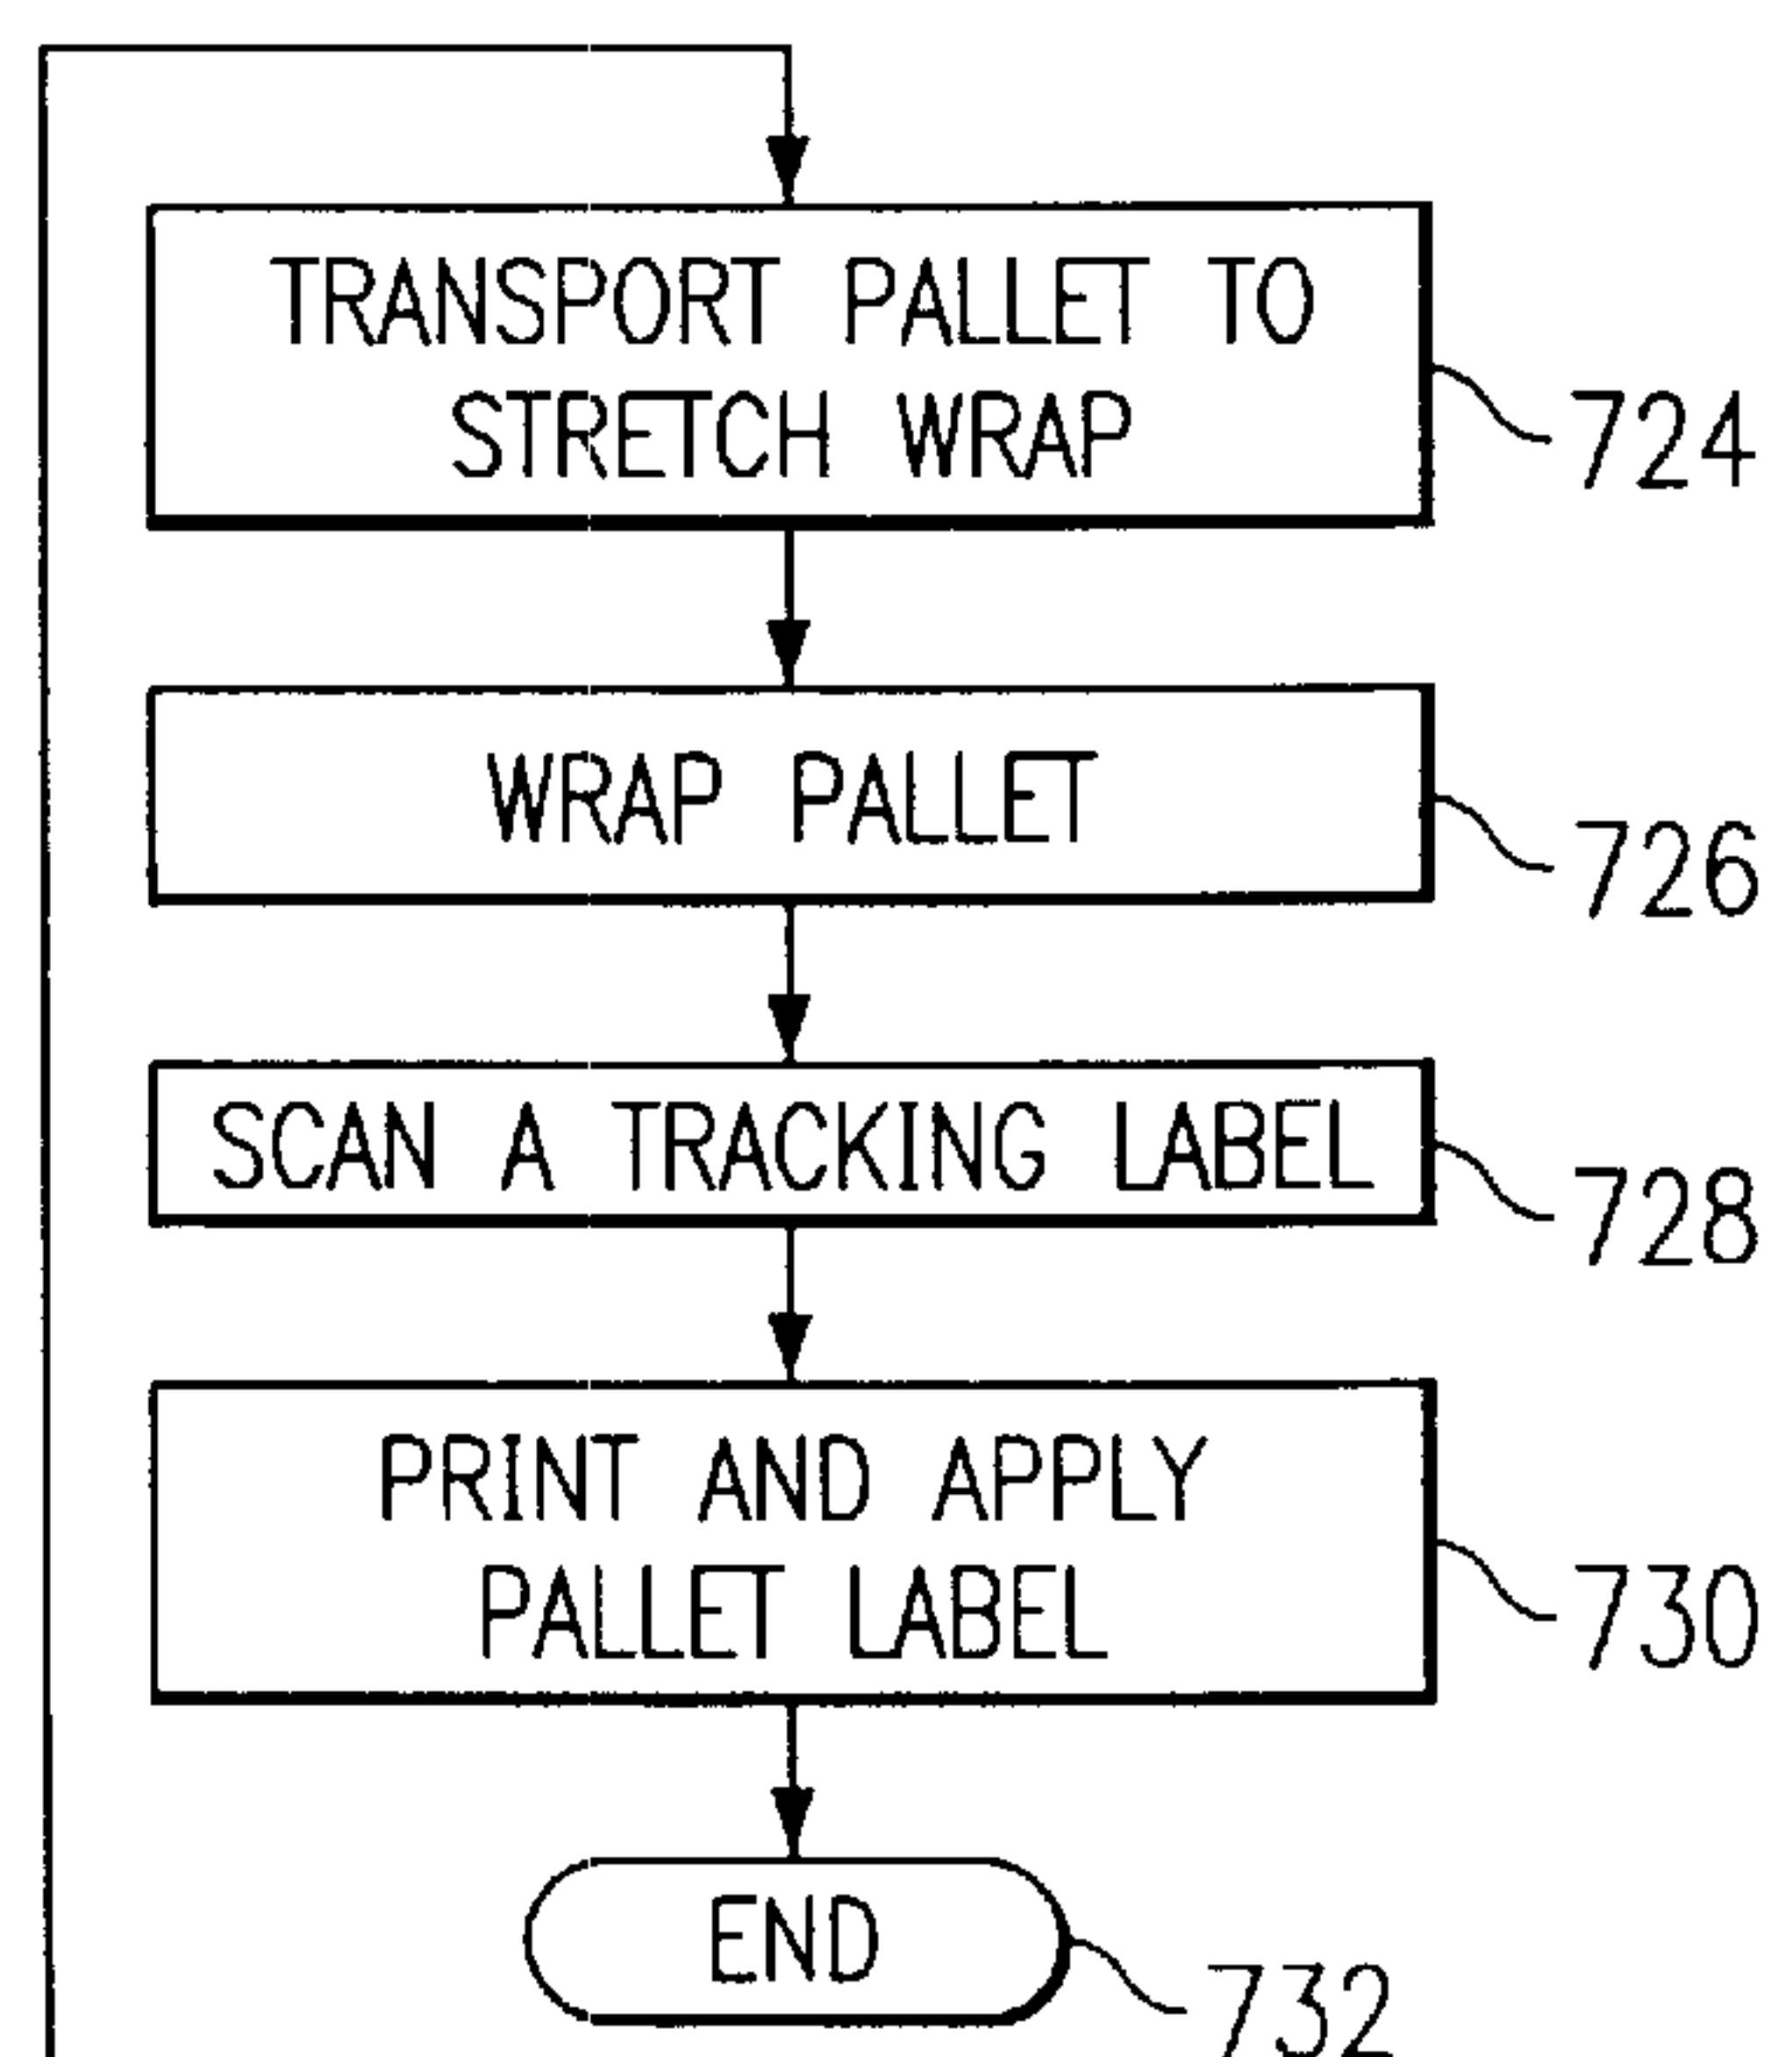 TRANSPORT PALLET TO
STRETCH WRAP
724
WRAP PALLET
726
SCAN A TRACKING LABEL
728
PRINT AND APPLY
PALLET LABEL
730
END
732